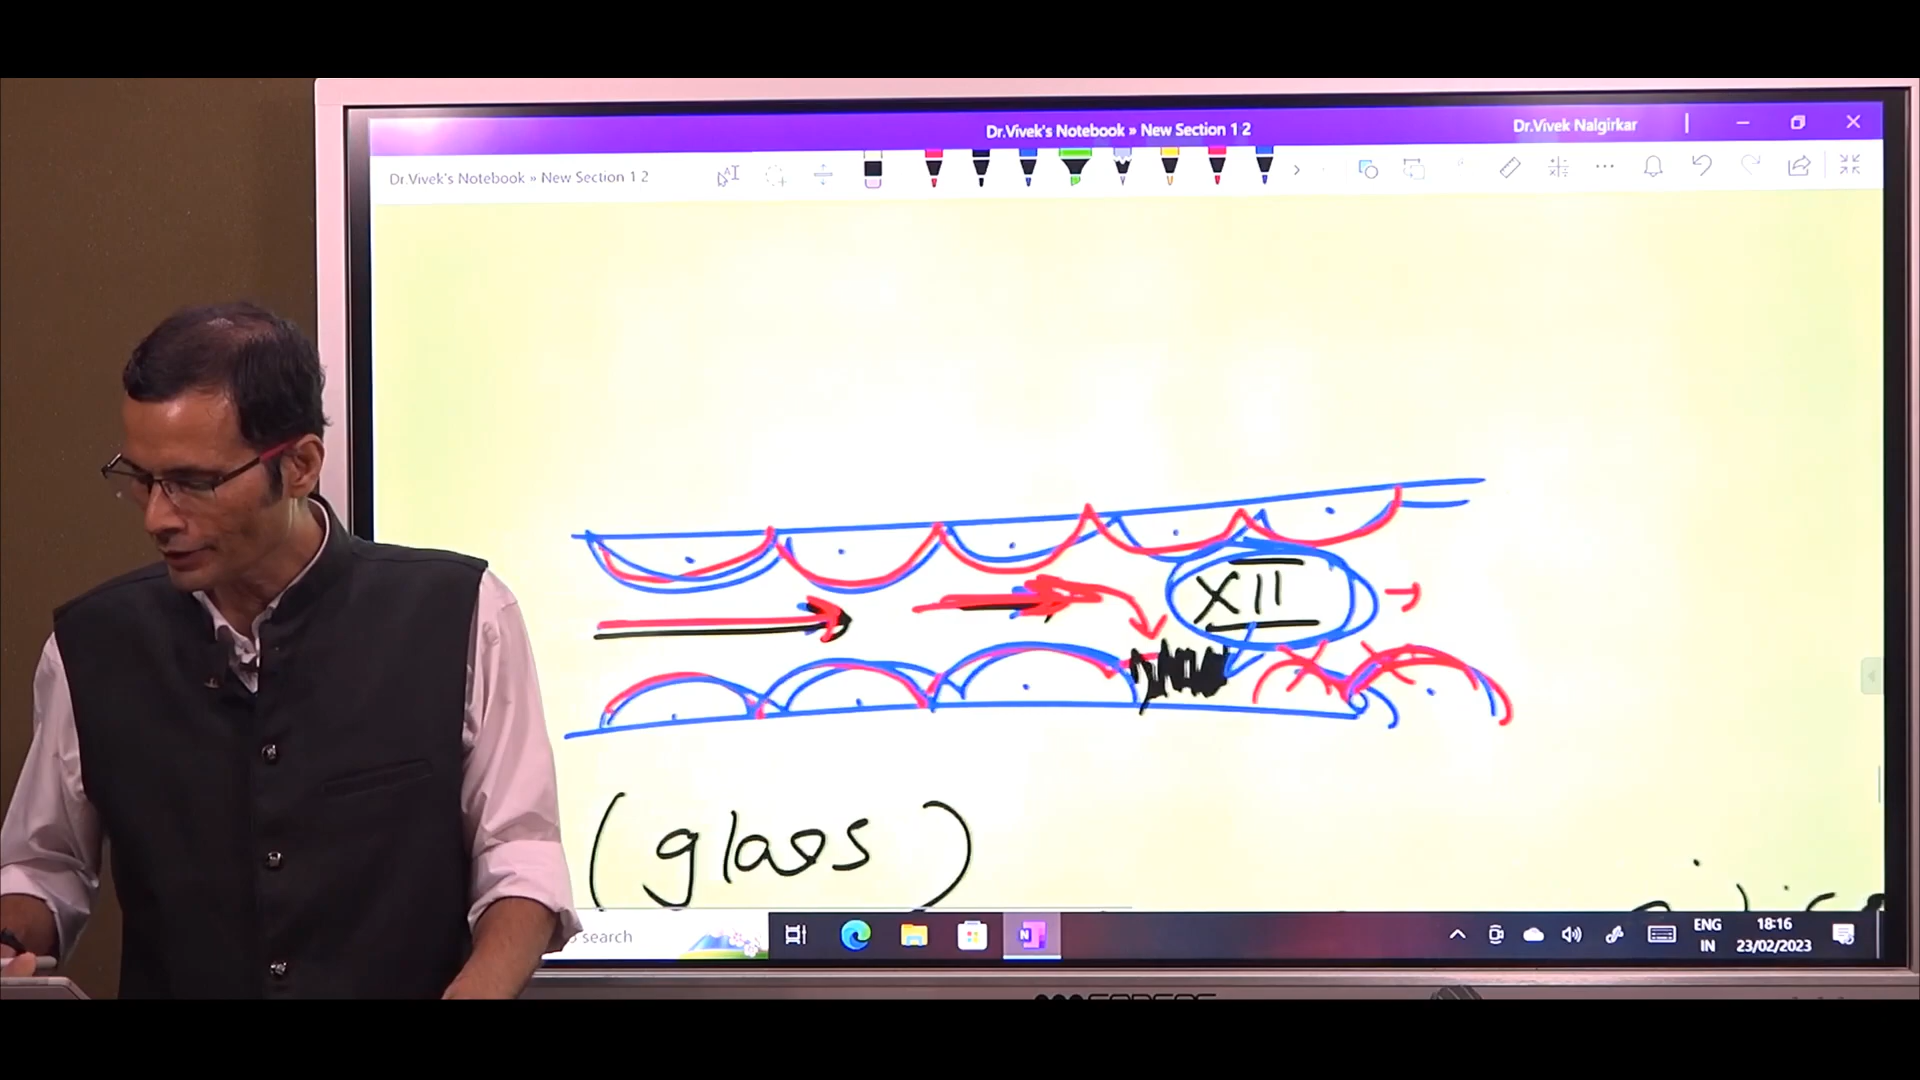 Dr.Vivek's Notebook » New Section 1 2
Dr.Vivek Nalgirkar
Dr.Vivek's Notebook » New Section 1 2
XII
(glass)
search
ENG
IN
18:16
23/02/2023